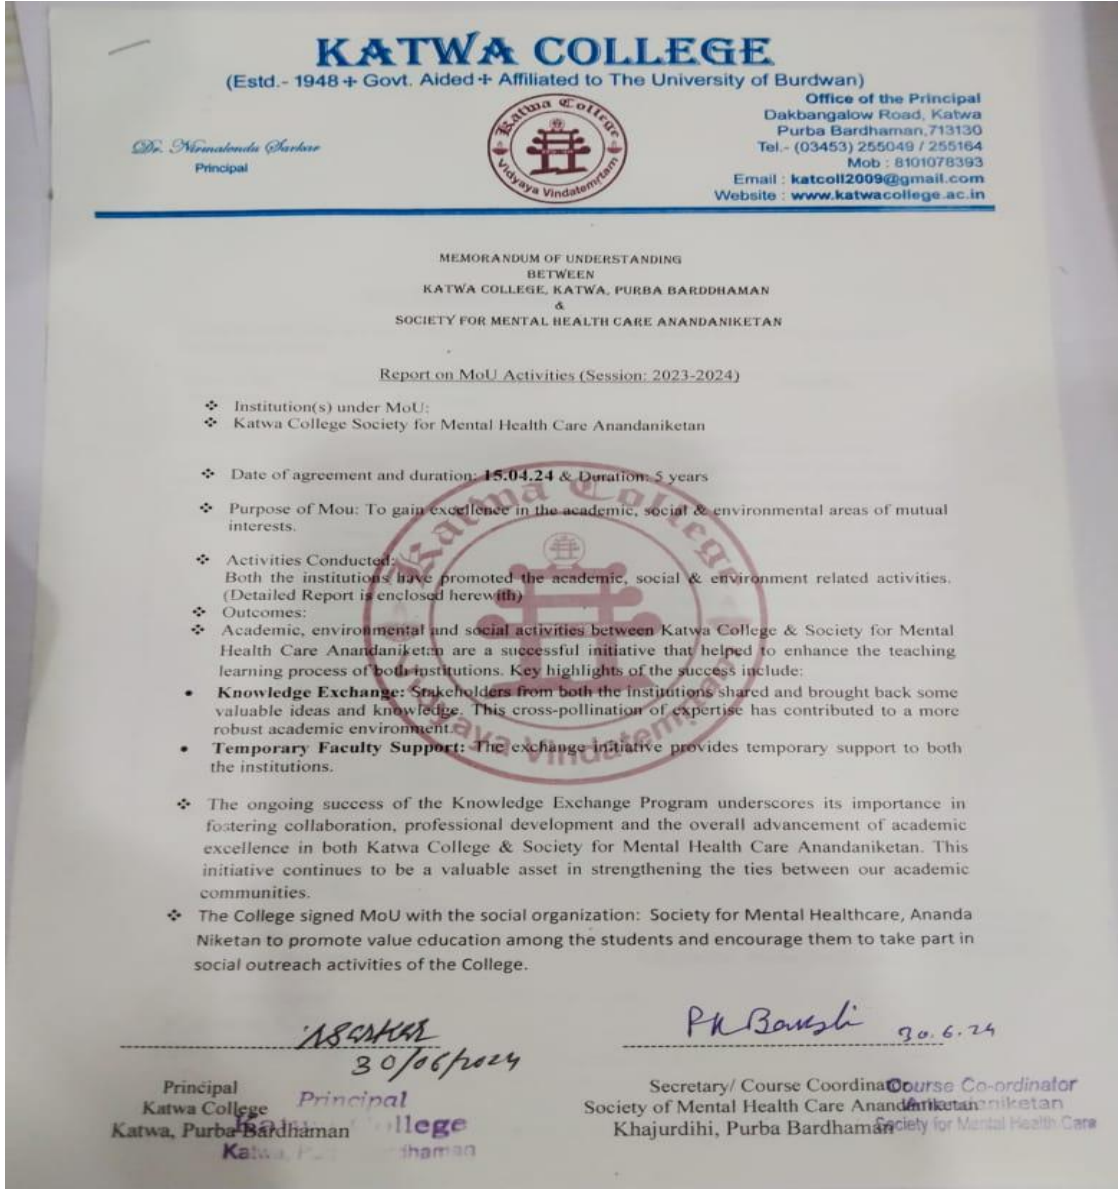 KATWA COLLEGE
(Estd.- 1948 + Govt. Aided + Affiliated to The University of Burdwan)
Dr. Nirmalendu Sarkar
Principal
Katwa College
Vidyaya Vindatemrtam
Office of the Principal
Dakbangalow Road, Katwa
Purba Bardhaman,713130
Tel.- (03453) 255049 / 255164
Mob : 8101078393
Email : katcoll2009@gmail.com
Website : www.katwacollege.ac.in
MEMORANDUM OF UNDERSTANDING
BETWEEN
KATWA COLLEGE, KATWA, PURBA BARDDHAMAN
&
SOCIETY FOR MENTAL HEALTH CARE ANANDANIKETAN
Report on MoU Activities (Session: 2023-2024)
❖ Institution(s) under MoU:
❖ Katwa College Society for Mental Health Care Anandaniketan
❖ Date of agreement and duration: 15.04.24 & Duration: 5 years
❖ Purpose of Mou: To gain excellence in the academic, social & environmental areas of mutual
interests.
❖ Activities Conducted:
Both the institutions have promoted the academic, social & environment related activities.
(Detailed Report is enclosed herewith)
❖ Outcomes:
❖ Academic, environmental and social activities between Katwa College & Society for Mental
Health Care Anandaniketan are a successful initiative that helped to enhance the teaching
learning process of both institutions. Key highlights of the success include:
• Knowledge Exchange: Stakeholders from both the Institutions shared and brought back some
valuable ideas and knowledge. This cross-pollination of expertise has contributed to a more
robust academic environment.
• Temporary Faculty Support: The exchange initiative provides temporary support to both
the institutions.
❖ The ongoing success of the Knowledge Exchange Program underscores its importance in
fostering collaboration, professional development and the overall advancement of academic
excellence in both Katwa College & Society for Mental Health Care Anandaniketan. This
initiative continues to be a valuable asset in strengthening the ties between our academic
communities.
❖ The College signed MoU with the social organization: Society for Mental Healthcare, Ananda
Niketan to promote value education among the students and encourage them to take part in
social outreach activities of the College.
Katwa College
Vidyaya Vindatemrtam
NSarkar
30/06/2024
Principal
Katwa College
Katwa, Purba Bardhaman
Principal
College
Katwa,
PK Bakshi 30.6.24
Secretary/ Course Coordinator
Society of Mental Health Care Anandaniketan
Khajurdihi, Purba Bardhaman
Course Co-ordinator
Society for Mental Health Care